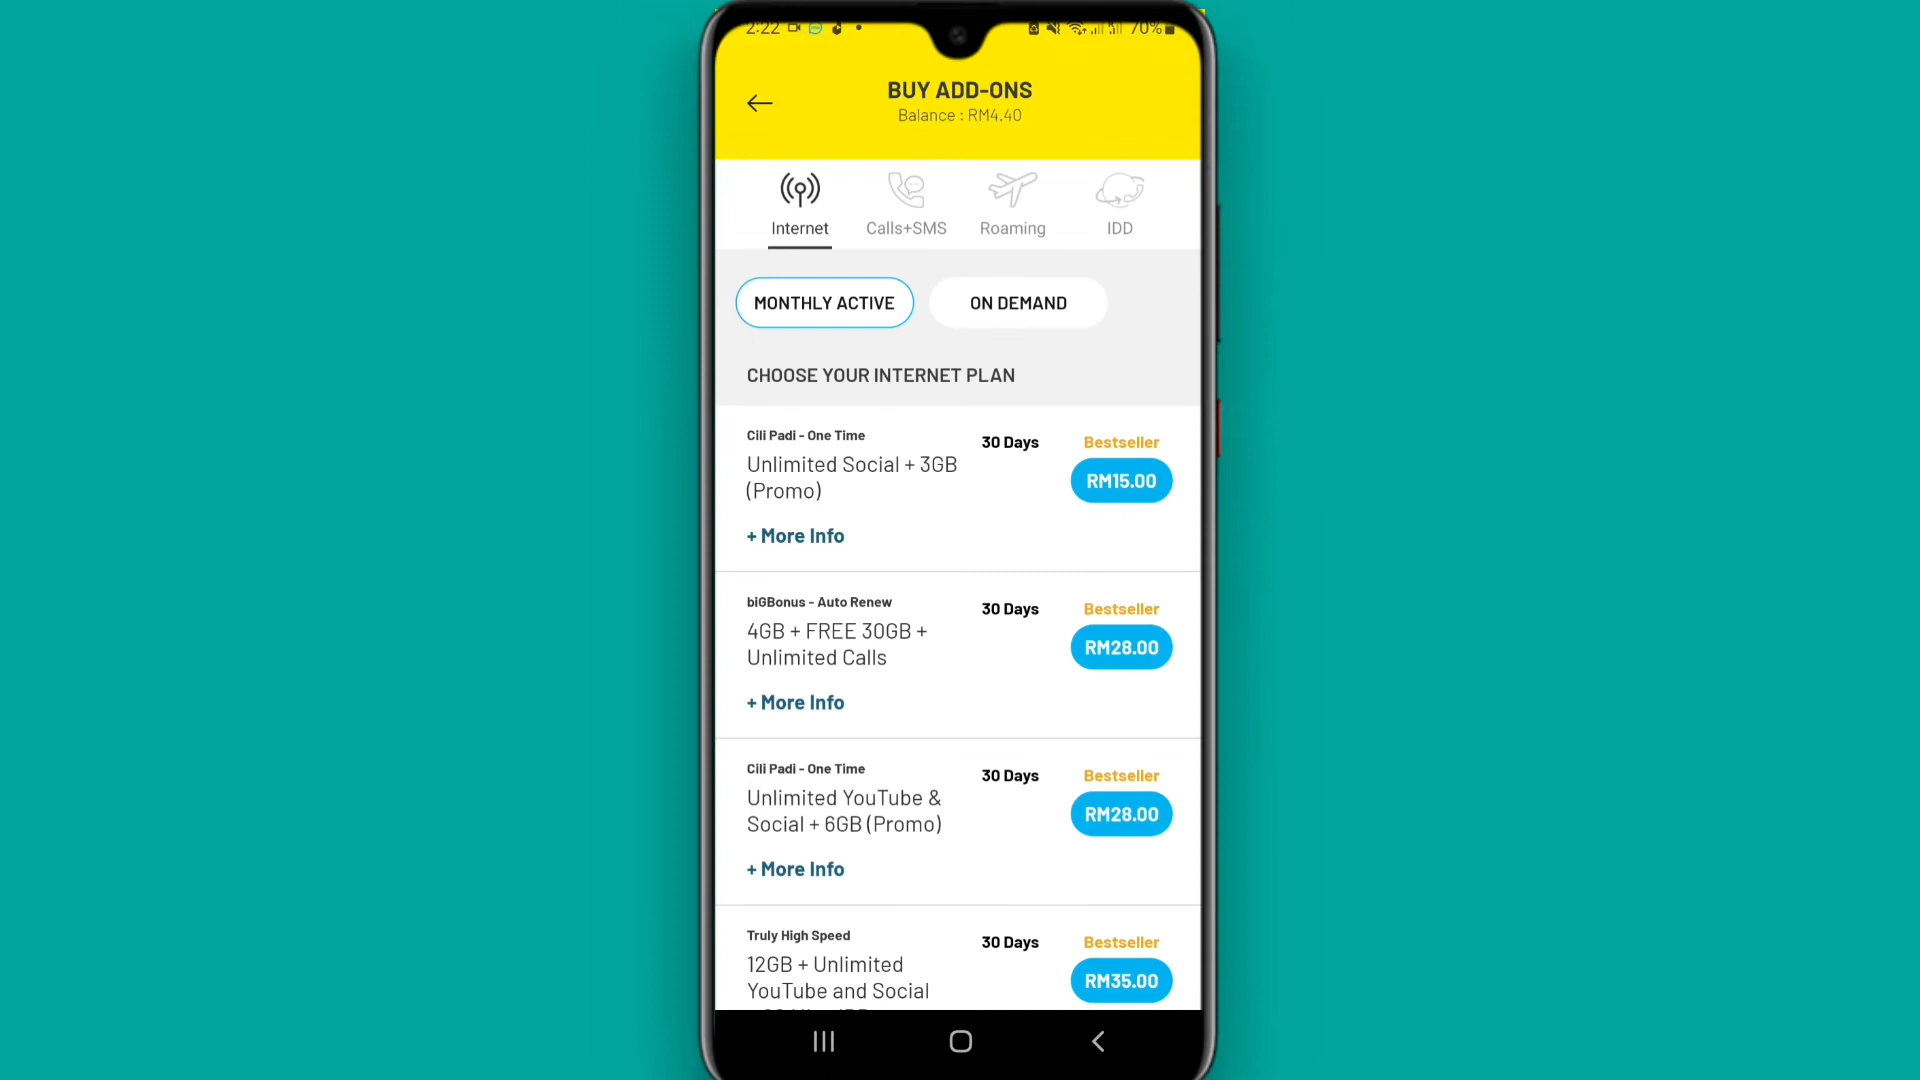 2:22
70%
BUY ADD-ONS
Balance : RM4.40
Internet
Calls+SMS
Roaming
IDD
MONTHLY ACTIVE
ON DEMAND
CHOOSE YOUR INTERNET PLAN
Cili Padi - One Time
30 Days
Bestseller
Unlimited Social + 3GB
(Promo)
RM15.00
+ More Info
biGBonus - Auto Renew
30 Days
Bestseller
4GB + FREE 30GB +
Unlimited Calls
RM28.00
+ More Info
Cili Padi - One Time
30 Days
Bestseller
Unlimited YouTube &
Social + 6GB (Promo)
RM28.00
+ More Info
Truly High Speed
30 Days
Bestseller
12GB + Unlimited
YouTube and Social
RM35.00